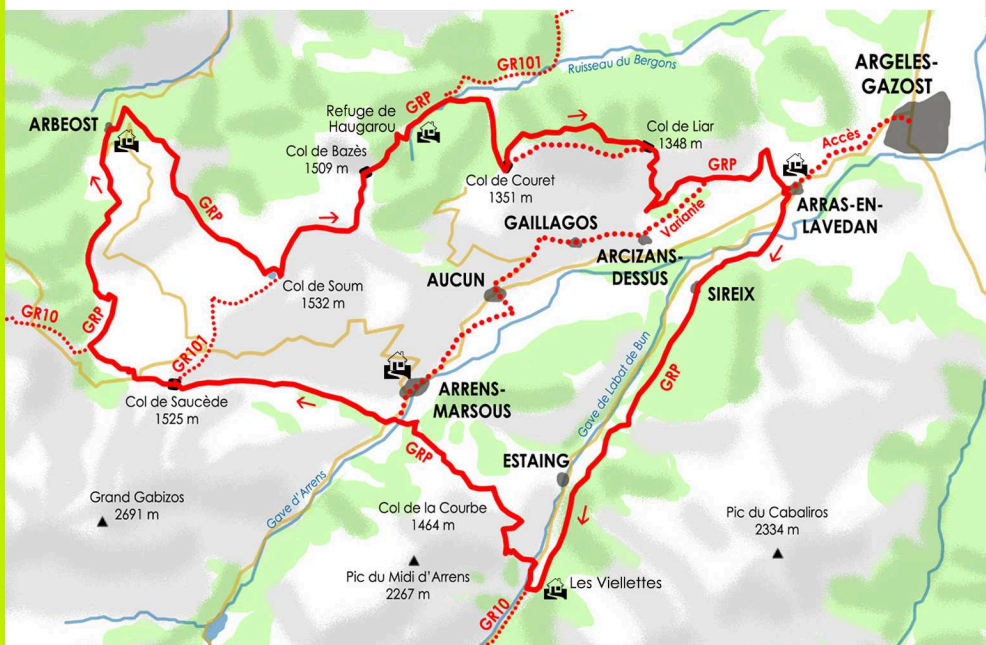 GR101
Ruisseau du Bergons
ARGELES-
GAZOST
GRP
Refuge de
Haugarou
ARBEOST
Col de Bazès
1509 m
Col de Liar
1348 m
Accès
Col de Couret
1351 m
GRP
ARRAS-EN-
LAVEDAN
GRP
Variante
GAILLAGOS
ARCIZANS-
DESSUS
AUCUN
Col de Soum
1532 m
SIREIX
GR10
GRP
GR101
Gave de Labat de Bun
GRP
Col de Saucède
1525 m
ARRENS-
MARSOUS
GRP
ESTAING
Gave d'Arrens
Grand Gabizos
2691 m
Col de la Courbe
1464 m
Pic du Cabaliros
2334 m
Pic du Midi d'Arrens
2267 m
Les Viellettes
GR10